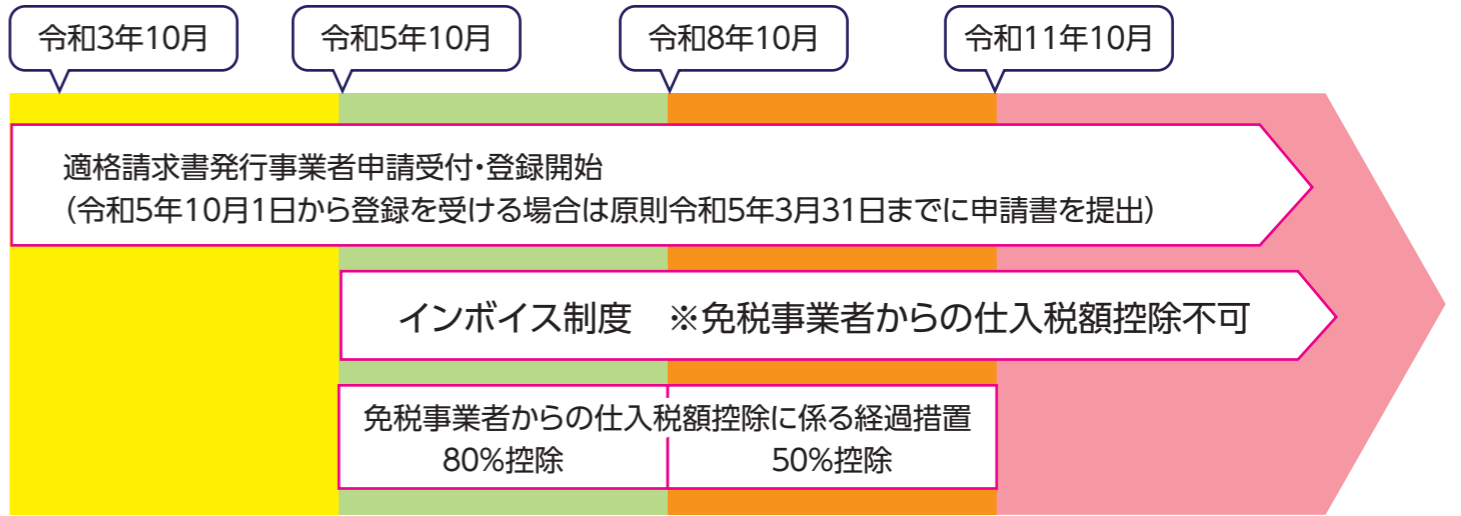 令和3年10月
令和5年10月
令和8年10月
令和11年10月
適格請求書発行事業者申請受付・登録開始
（令和5年10月1日から登録を受ける場合は原則令和5年3月31日までに申請書を提出）
インボイス制度　※免税事業者からの仕入税額控除不可
免税事業者からの仕入税額控除に係る経過措置
80%控除
50%控除